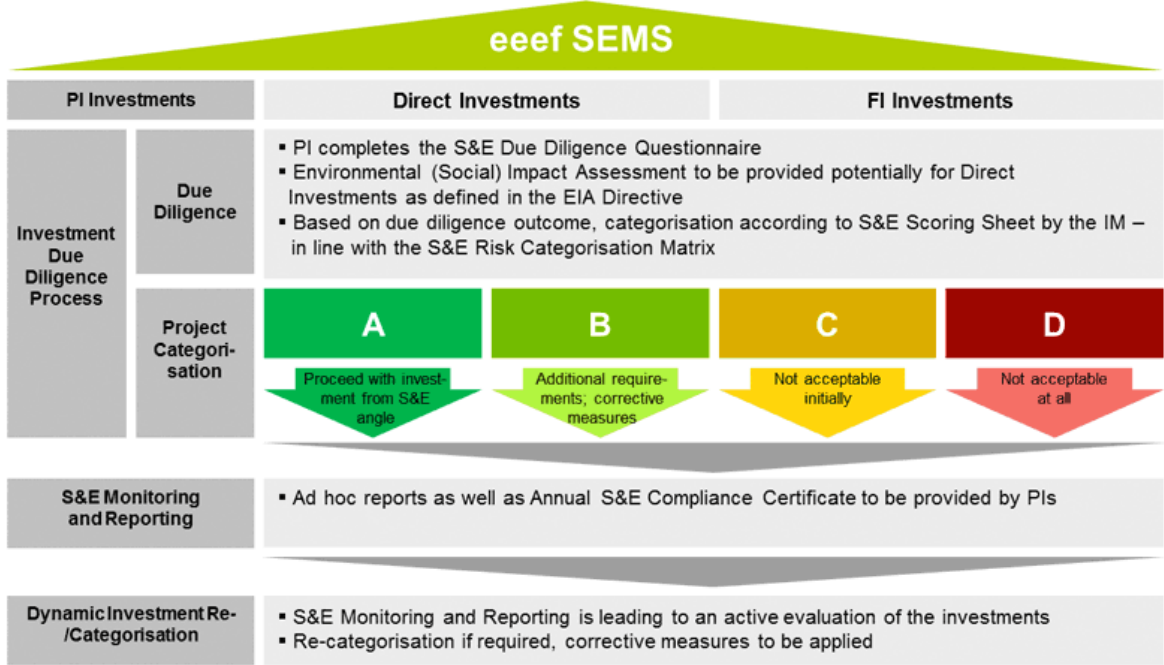 eeef SEMS
PI Investments
Direct Investments
FI Investments
Investment
Due
Diligence
Process
Due
Diligence
▪ PI completes the S&E Due Diligence Questionnaire
▪ Environmental (Social) Impact Assessment to be provided potentially for Direct
Investments as defined in the EIA Directive
▪ Based on due diligence outcome, categorisation according to S&E Scoring Sheet by the IM –
in line with the S&E Risk Categorisation Matrix
Project
Categori-
sation
A
B
C
D
Proceed with invest-
ment from S&E
angle
Additional require-
ments; corrective
measures
Not acceptable
initially
Not acceptable
at all
S&E Monitoring
and Reporting
▪ Ad hoc reports as well as Annual S&E Compliance Certificate to be provided by PIs
Dynamic Investment Re-
/Categorisation
▪ S&E Monitoring and Reporting is leading to an active evaluation of the investments
▪ Re-categorisation if required, corrective measures to be applied